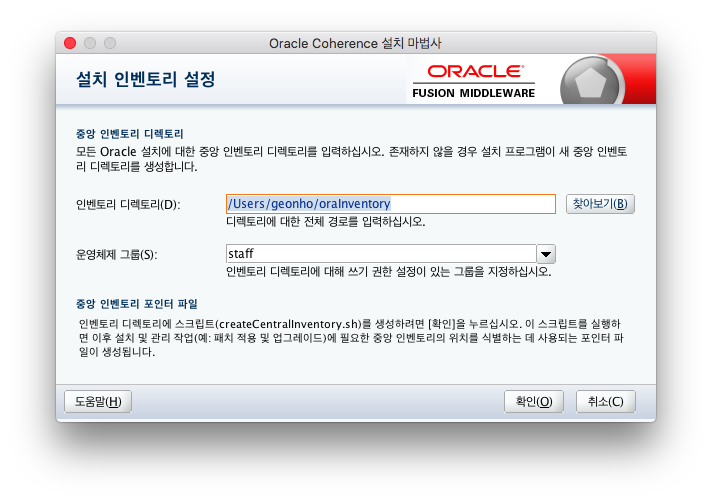 Oracle Coherence 설치 마법사
설치 인벤토리 설정
ORACLE
FUSION MIDDLEWARE
중앙 인벤토리 디렉토리
모든 Oracle 설치에 대한 중앙 인벤토리 디렉토리를 입력하십시오. 존재하지 않을 경우 설치 프로그램이 새 중앙 인벤토
리 디렉토리를 생성합니다.
인벤토리 디렉토리(D):
/Users/geonho/oraInventory
찾아보기(B)
디렉토리에 대한 전체 경로를 입력하십시오.
운영체제 그룹(S):
staff
인벤토리 디렉토리에 대해 쓰기 권한 설정이 있는 그룹을 지정하십시오.
중앙 인벤토리 포인터 파일
인벤토리 디렉토리에 스크립트(createCentralInventory.sh)를 생성하려면 [확인]을 누르십시오. 이 스크립트를 실행하
면 이후 설치 및 관리 작업(예: 패치 적용 및 업그레이드)에 필요한 중앙 인벤토리의 위치를 식별하는 데 사용되는 포인터 파
일이 생성됩니다.
도움말(H)
확인(O)
취소(C)